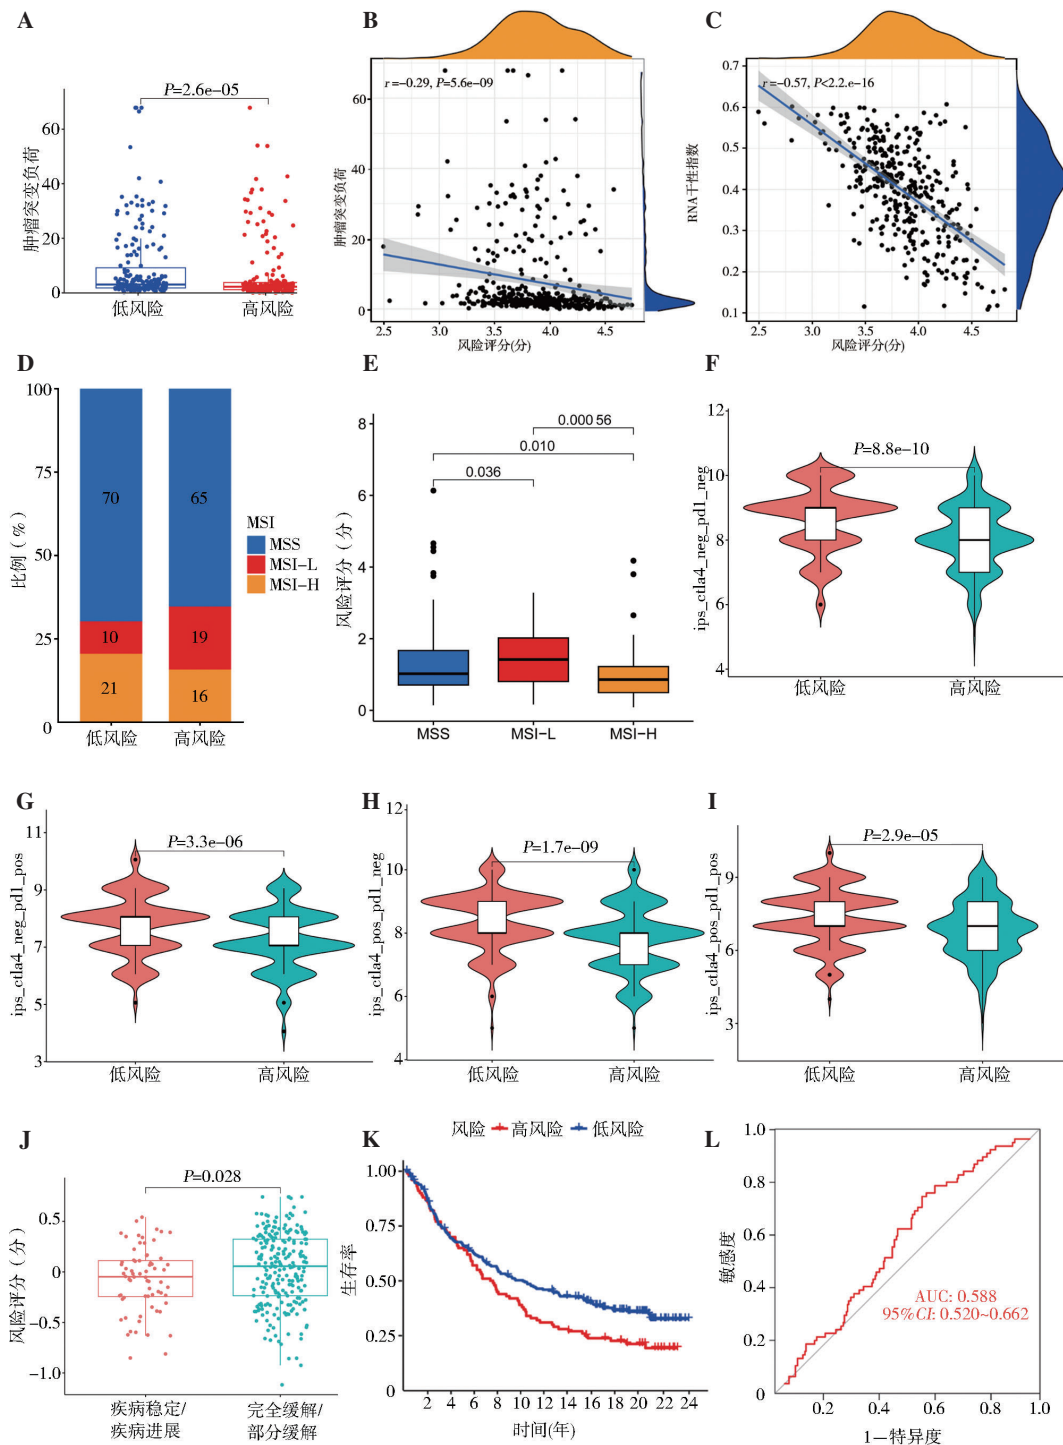 A
P=2.6e−05
肿瘤突变负荷
60
40
20
0
低风险
高风险
B
r=−0.29, P=5.6e−09
肿瘤突变负荷
60
40
20
0
2.5
3.0
3.5
4.0
4.5
风险评分(分)
C
r=−0.57, P<2.2.e−16
RNA干性指数
0.7
0.6
0.5
0.4
0.3
0.2
0.1
2.5
3.0
3.5
4.0
4.5
风险评分(分)
D
比例（%）
100
75
50
25
0
70
10
21
65
19
16
低风险
高风险
MSI
MSS
MSI−L
MSI−H
E
风险评分（分）
8
6
4
2
0
0.000 56
0.010
0.036
MSS
MSI−L
MSI−H
F
ips_ctla4_neg_pd1_neg
12
10
8
6
4
P=8.8e−10
低风险
高风险
G
ips_ctla4_neg_pd1_pos
11
9
7
5
3
P=3.3e−06
低风险
高风险
H
ips_ctla4_pos_pd1_neg
12
10
8
6
4
P=1.7e−09
低风险
高风险
I
ips_ctla4_pos_pd1_pos
9
6
3
P=2.9e−05
低风险
高风险
J
风险评分（分）
0.5
0
−0.5
−1.0
P=0.028
疾病稳定/
疾病进展
完全缓解/
部分缓解
K
风险 高风险 低风险
生存率
1.00
0.75
0.50
0.25
0
2 4 6 8 10 12 14 16 18 20 22 24
时间(年)
L
敏感度
1.0
0.8
0.6
0.4
0.2
0
AUC: 0.588
95%CI: 0.520~0.662
0.2
0.4
0.6
0.8
1.0
1−特异度